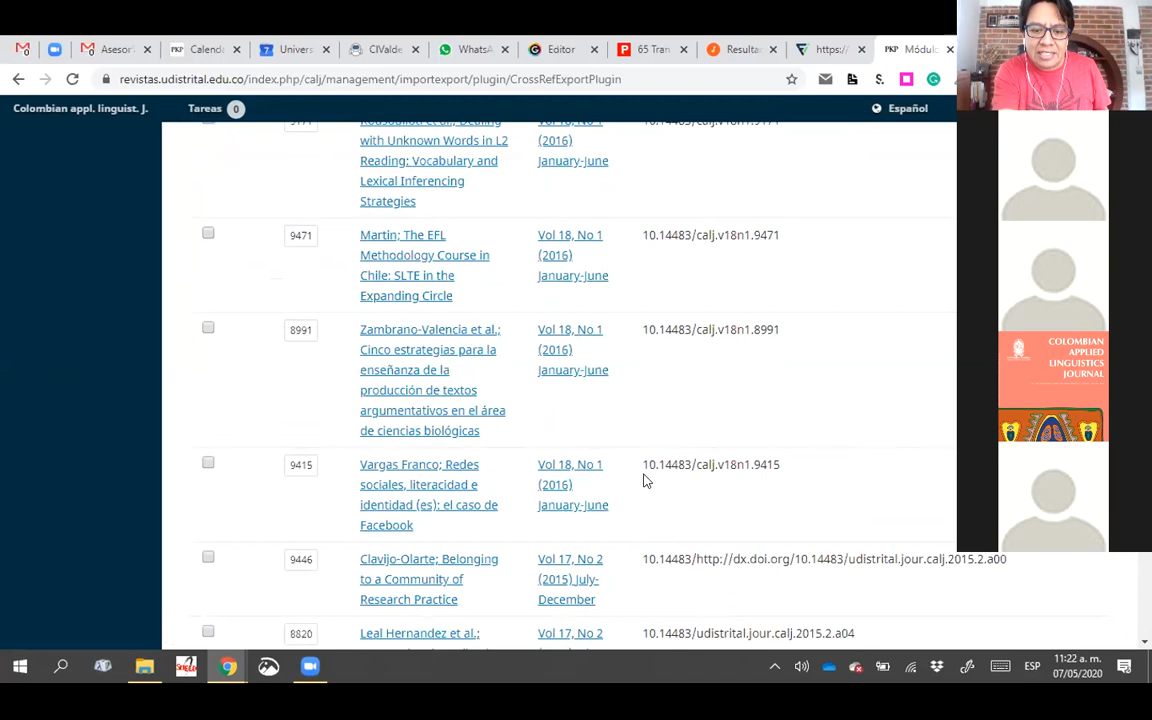 Asesor
Calend
Univers
CIValde
WhatsA
Editor
65 Tran
Resultar
https:/
PKP Módulo
revistas.udistrital.edu.co/index.php/calj/management/importexport/plugin/CrossRefExportPlugin
Colombian appl. linguist. J.
Tareas 0
Español
with Unknown Words in L2
Reading: Vocabulary and
Lexical Inferencing
Strategies
(2016)
January-June
9471
Martin; The EFL
Methodology Course in
Chile: SLTE in the
Expanding Circle
Vol 18, No 1
(2016)
January-June
10.14483/calj.v18n1.9471
8991
Zambrano-Valencia et al.;
Cinco estrategias para la
enseñanza de la
producción de textos
argumentativos en el área
de ciencias biológicas
Vol 18, No 1
(2016)
January-June
10.14483/calj.v18n1.8991
9415
Vargas Franco; Redes
sociales, literacidad e
identidad (es): el caso de
Facebook
Vol 18, No 1
(2016)
January-June
10.14483/calj.v18n1.9415
9446
Clavijo-Olarte; Belonging
to a Community of
Research Practice
Vol 17, No 2
(2015) July-
December
10.14483/http://dx.doi.org/10.14483/udistrital.jour.calj.2015.2.a00
8820
Leal Hernandez et al.;
Vol 17, No 2
10.14483/udistrital.jour.calj.2015.2.a04
COLOMBIAN
APPLIED
LINGUISTICS
JOURNAL
ESP
11:22 a. m.
07/05/2020